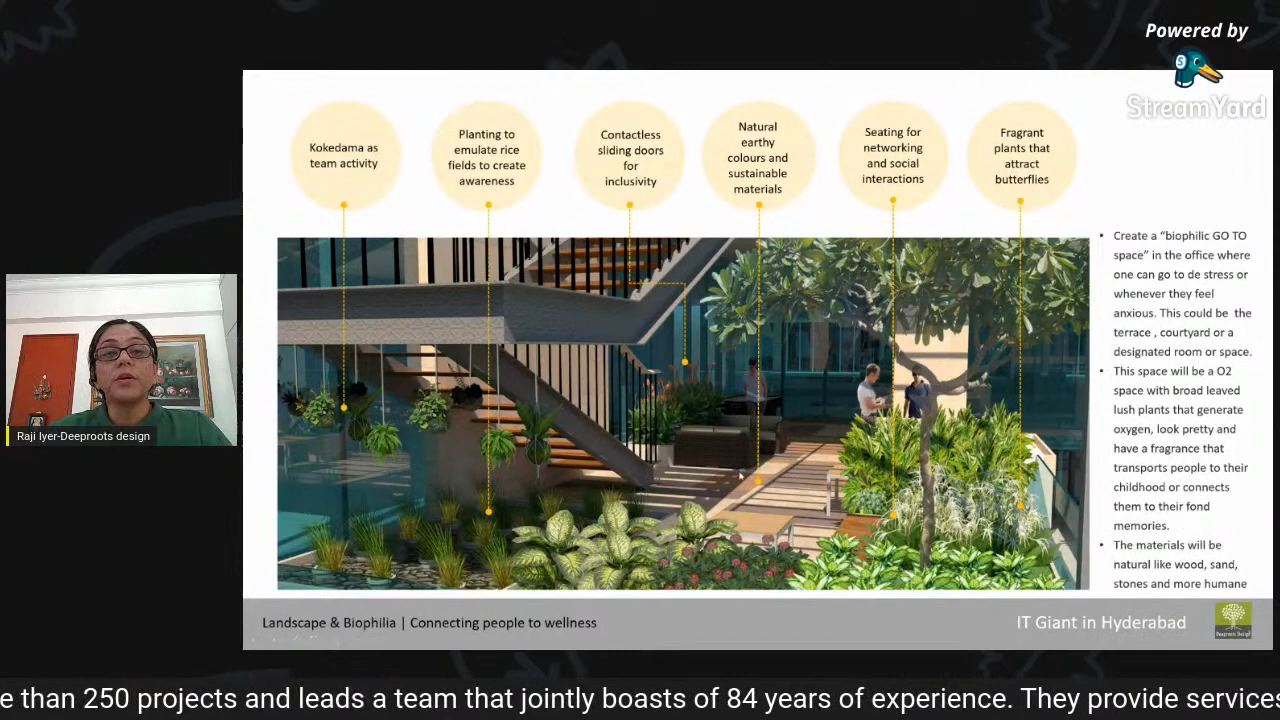 Powered by
StreamYard
Kokedama as
team activity
Planting to
emulate rice
fields to create
awareness
Contactless
sliding doors
for
inclusivity
Natural
earthy
colours and
sustainable
materials
Seating for
networking
and social
interactions
Fragrant
plants that
attract
butterflies
• Create a “biphilic GO TO
space” in the office where
one can go to de stress or
whenever they feel
anxious. This could be the
terrace , courtyard or a
designated room or space.
• This space will be a O2
space with broad leaved
lush plants that generate
oxygen, look pretty and
have a fragrance that
transports people to their
childhood or connects
them to their fond
memories.
• The materials will be
natural like wood, sand,
stones and more humane
Raji Iyer-Deeproots design
Landscape & Biophilia | Connecting people to wellness
IT Giant in Hyderabad
Deeproots Design
e than 250 projects and leads a team that jointly boasts of 84 years of experience. They provide services